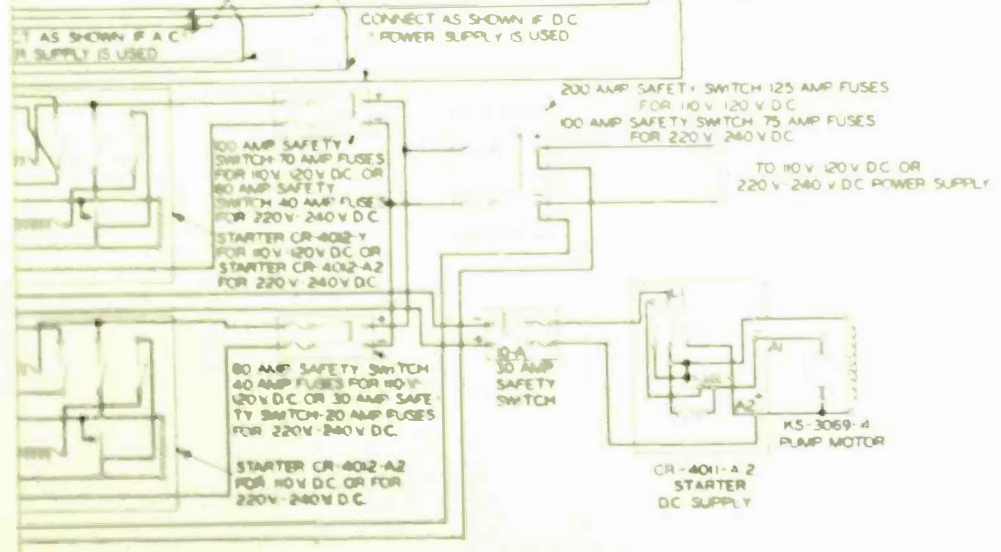 CONNECT AS SHOWN IF D.C.
POWER SUPPLY IS USED
T AS SHOWN IF A.C.
R SUPPLY IS USED
200 AMP SAFETY SWITCH 125 AMP FUSES
FOR 110 V 120 V D.C.
100 AMP SAFETY SWITCH 75 AMP FUSES
FOR 220 V 240 V D.C.
TO 110 V 120 V D.C. OR
220 V-240 V D.C POWER SUPPLY
100 AMP SAFETY
SWITCH-70 AMP FUSES
FOR 110 V 120 V D.C. OR
AMP SAFETY
SWITCH 40 AMP FUSES
FOR 220 V-240 V D.C.
STARTER CR-4012-Y
FOR 110 V-120 V D.C. OR
STARTER CR-4012-A2
FOR 220 V-240 V D.C.
10-A
30 AMP
SAFETY
SWITCH
AMP SAFETY SWITCH
40 AMP FUSES FOR 110 V-
120 V D.C. OR 30 AMP SAFE-
TY SWITCH-20 AMP FUSES
FOR 220 V-240 V D.C.
STARTER CR-4012-A2
FOR 110 V D.C. OR FOR
220 V-240 V D.C.
L
A1
A2
KS-3069-4
PUMP MOTOR
CR-4011-A2
STARTER
D.C. SUPPLY